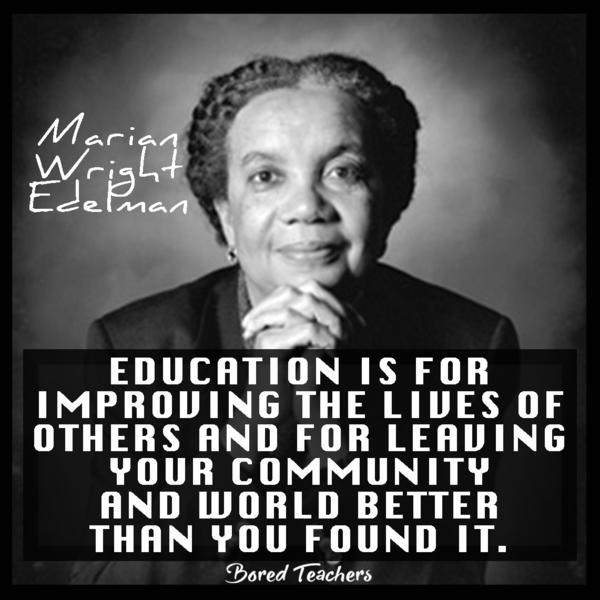 Marian
Wright
Edelman
EDUCATION IS FOR
IMPROVING THE LIVES OF
OTHERS AND FOR LEAVING
YOUR COMMUNITY
AND WORLD BETTER
THAN YOU FOUND IT.
Bored Teachers